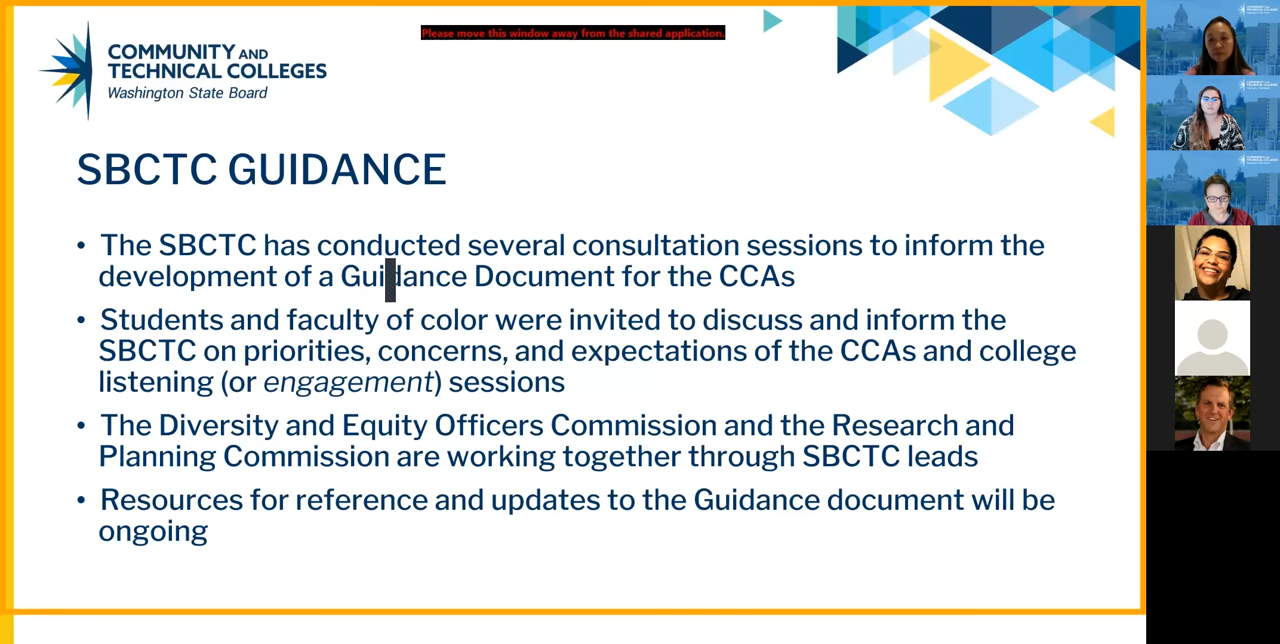 Please move this window away from the shared application.
COMMUNITY AND
TECHNICAL COLLEGES
Washington State Board
SBCTC GUIDANCE
• The SBCTC has conducted several consultation sessions to inform the
development of a Guidance Document for the CCAs
• Students and faculty of color were invited to discuss and inform the
SBCTC on priorities, concerns, and expectations of the CCAs and college
listening (or engagement) sessions
• The Diversity and Equity Officers Commission and the Research and
Planning Commission are working together through SBCTC leads
• Resources for reference and updates to the Guidance document will be
ongoing